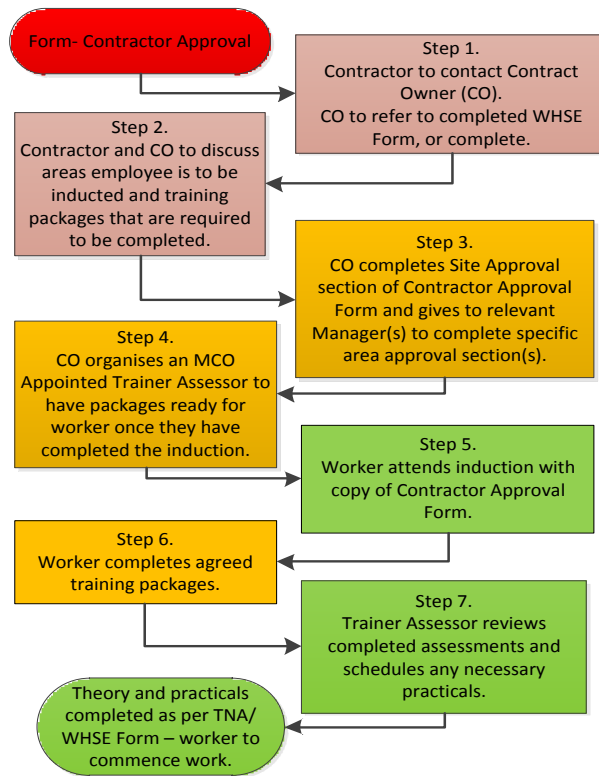 Form- Contractor Approval
Step 1.
Contractor to contact Contract
Owner (CO).
CO to refer to completed WHSE
Form, or complete.
Step 2.
Contractor and CO to discuss
areas employee is to be
inducted and training
packages that are required
to be completed.
Step 3.
CO completes Site Approval
section of Contractor Approval
Form and gives to relevant
Manager(s) to complete specific
area approval section(s).
Step 4.
CO organises an MCO
Appointed Trainer Assessor to
have packages ready for
worker once they have
completed the induction.
Step 5.
Worker attends induction with
copy of Contractor Approval
Form.
Step 6.
Worker completes agreed
training packages.
Step 7.
Trainer Assessor reviews
completed assessments and
schedules any necessary
practicals.
Theory and practicals
completed as per TNA/
WHSE Form – worker to
commence work.